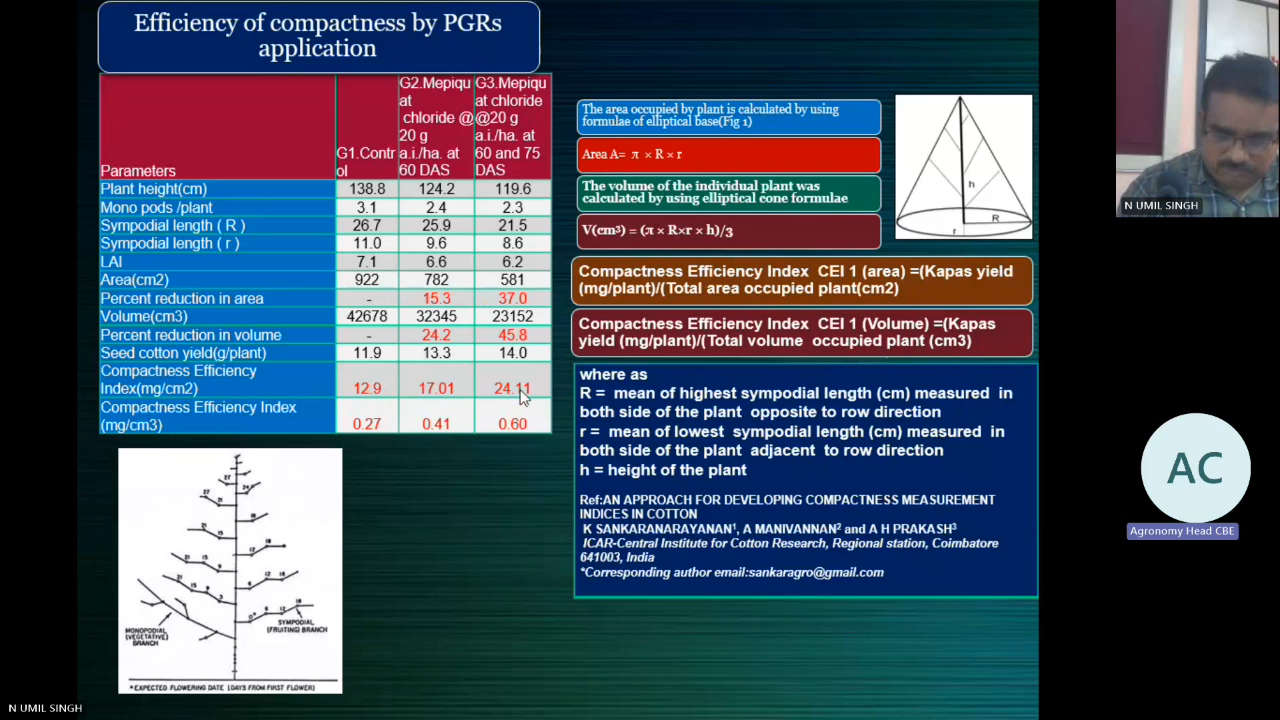 Efficiency of compactness by PGRs
application
Parameters
G1.Contr
ol
G2.Mepiqu
at
chloride @
20 g
a.i./ha. at
60 DAS
G3.Mepiqu
at chloride
@20 g
a.i./ha. at
60 and 75
DAS
Plant height(cm) 138.8 124.2 119.6
Mono pods /plant 3.1 2.4 2.3
Sympodial length ( R ) 26.7 25.9 21.5
Sympodial length ( r ) 11.0 9.6 8.6
LAI 7.1 6.6 6.2
Area(cm2) 922 782 581
Percent reduction in area - 15.3 37.0
Volume(cm3) 42678 32345 23152
Percent reduction in volume - 24.2 45.8
Seed cotton yield(g/plant) 11.9 13.3 14.0
Compactness Efficiency
Index(mg/cm2) 12.9 17.01 24.11
Compactness Efficiency Index
(mg/cm3) 0.27 0.41 0.60
MONOPODIAL
(VEGETATIVE)
BRANCH
SYMPODIAL
(FRUITING) BRANCH
*EXPECTED FLOWERING DATE (DAYS FROM FIRST FLOWER)
The area occupied by plant is calculated by using
formulae of elliptical base(Fig 1)
Area A= π × R × r
The volume of the individual plant was
calculated by using elliptical cone formulae
V(cm³) = (π × R×r × h)/3
h
R
r
Compactness Efficiency Index CEI 1 (area) =(Kapas yield
(mg/plant)/(Total area occupied plant(cm2)
Compactness Efficiency Index CEI 1 (Volume) =(Kapas
yield (mg/plant)/(Total volume occupied plant (cm3)
where as
R = mean of highest sympodial length (cm) measured in
both side of the plant opposite to row direction
r = mean of lowest sympodial length (cm) measured in
both side of the plant adjacent to row direction
h = height of the plant
Ref:AN APPROACH FOR DEVELOPING COMPACTNESS MEASUREMENT
INDICES IN COTTON
K SANKARANARAYANAN¹, A MANIVANNAN² and A H PRAKASH³
ICAR-Central Institute for Cotton Research, Regional station, Coimbatore
641003, India
*Corresponding author email:sankaragro@gmail.com
N UMIL SINGH
AC
Agronomy Head CBE
N UMIL SINGH